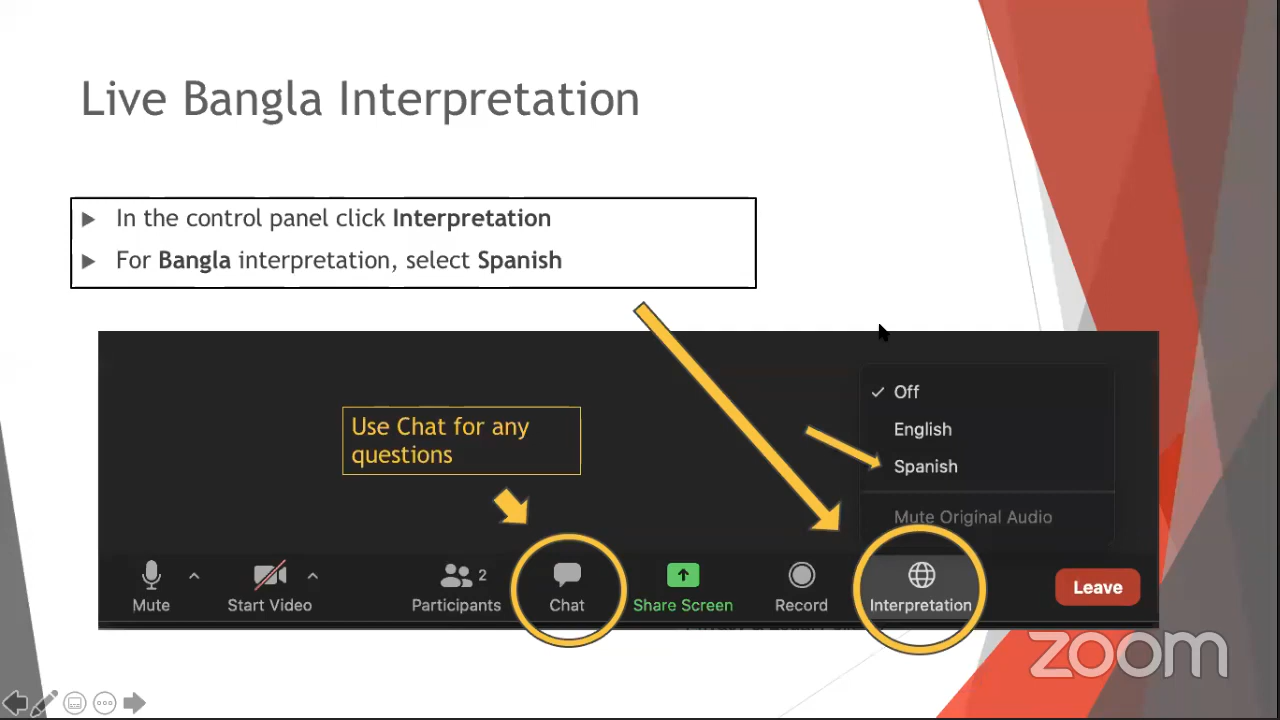 Live Bangla Interpretation
In the control panel click Interpretation
For Bangla interpretation, select Spanish
Use Chat for any
questions
Off
English
Spanish
Mute Original Audio
Mute
Start Video
Participants
2
Chat
Share Screen
Record
Interpretation
Leave
zoom